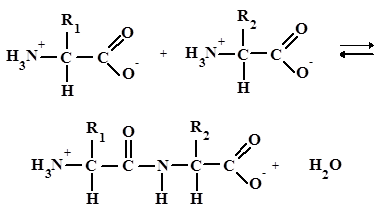 R1 O R2 O
H3N+ C C + H3N+ C C
H O- H O-
R1 O R2 O
H3N+ C C N C C + H2O
H H H O-